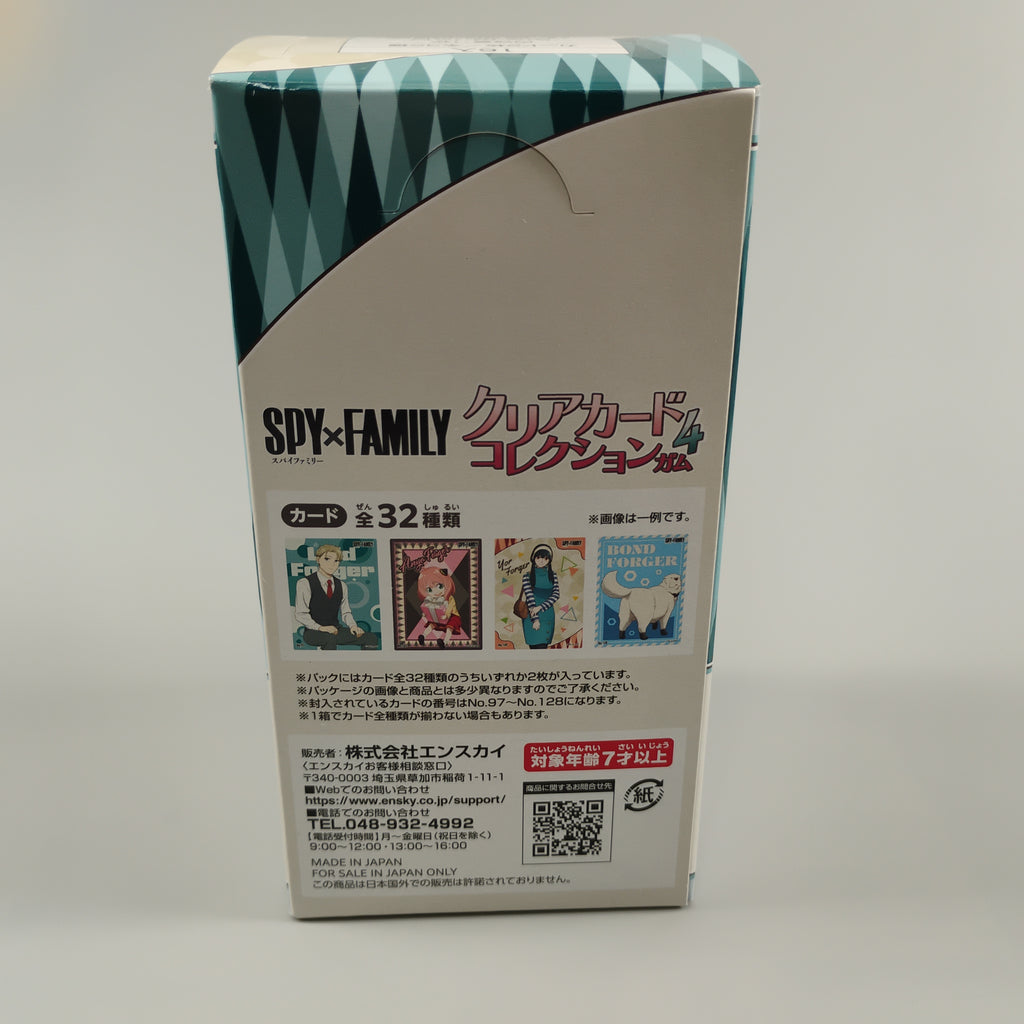 SPY×FAMILY
スパイファミリー
クリアカード
コレクションガム4
カード
ぜん しゅ るい
全32種類
※画像は一例です。
SPY×FAMILY
Forger
SPY×FAMILY
SPY×FAMILY
Yor
Forger
SPY×FAMILY
BOND
FORGER
※パックにはカード全32種類のうちいずれか2枚が入っています。
※パッケージの画像と商品とは多少異なりますのでご了承ください。
※封入されているカードの番号はNo.97〜No.128になります。
※1箱でカード全種類が揃わない場合もあります。
販売者：株式会社エンスカイ
〈エンスカイお客様相談窓口〉
〒340-0003 埼玉県草加市稲荷1-11-1
■Webでのお問い合わせ
https://www.ensky.co.jp/support/
■電話でのお問い合わせ
TEL.048-932-4992
【電話受付時間】月〜金曜日（祝日を除く）
9:00〜12:00・13:00〜16:00
MADE IN JAPAN
FOR SALE IN JAPAN ONLY
この商品は日本国外での販売は許諾されておりません。
たいしょうねんれい さい いじょう
対象年齢7才以上
商品に関するお問合せ先
紙